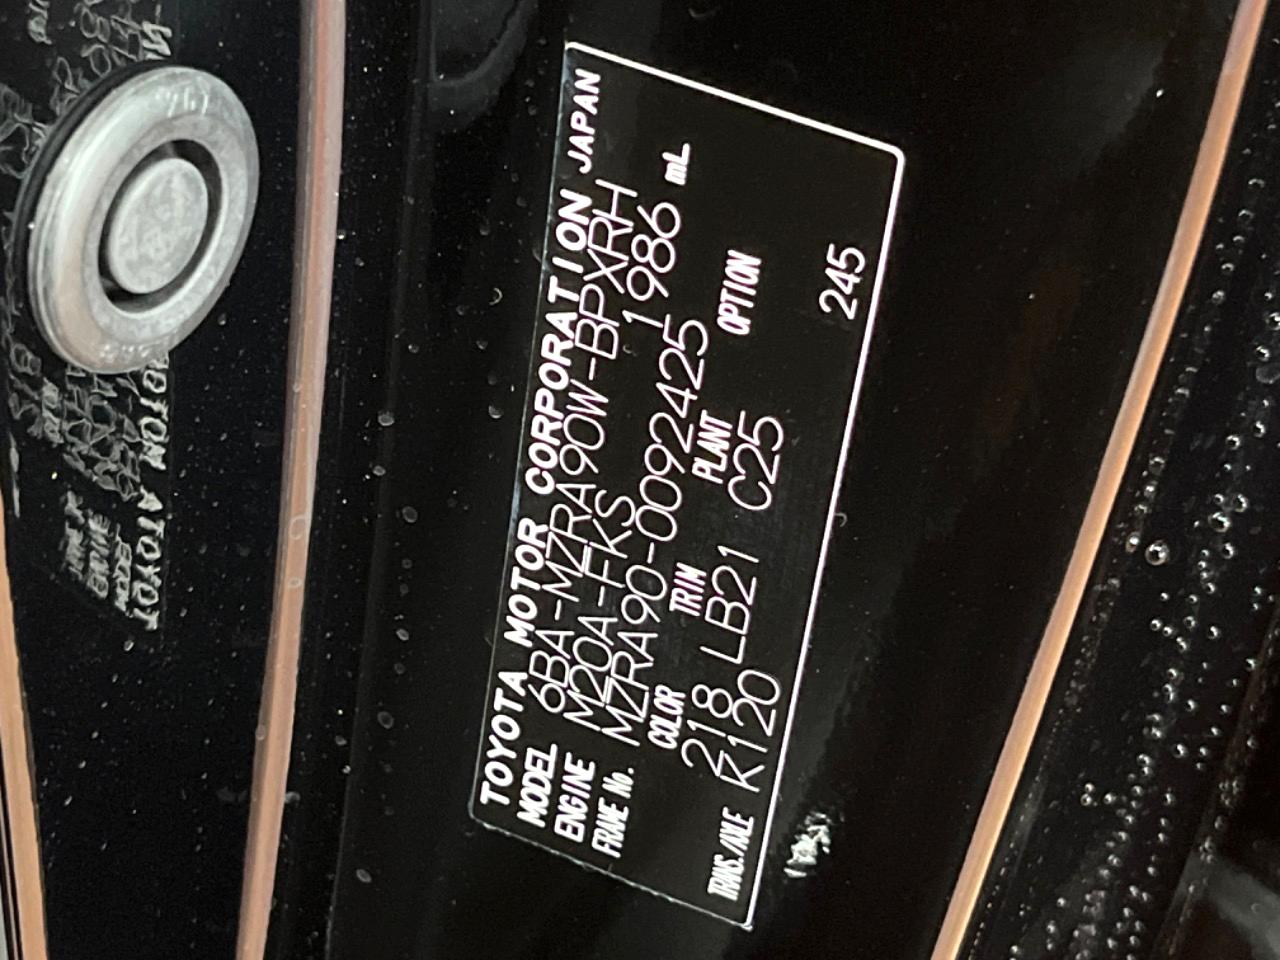 TOYOTA MOTOR CORPORATION JAPAN
MODEL 6BA-MZRA90W-BPXRH
ENGINE M20A-FKS 1986 mL
FRAME No. MZRA90-0092425
COLOR TRIM PLANT OPTION
218 LB21 C25
TRANS./AXLE K120 245